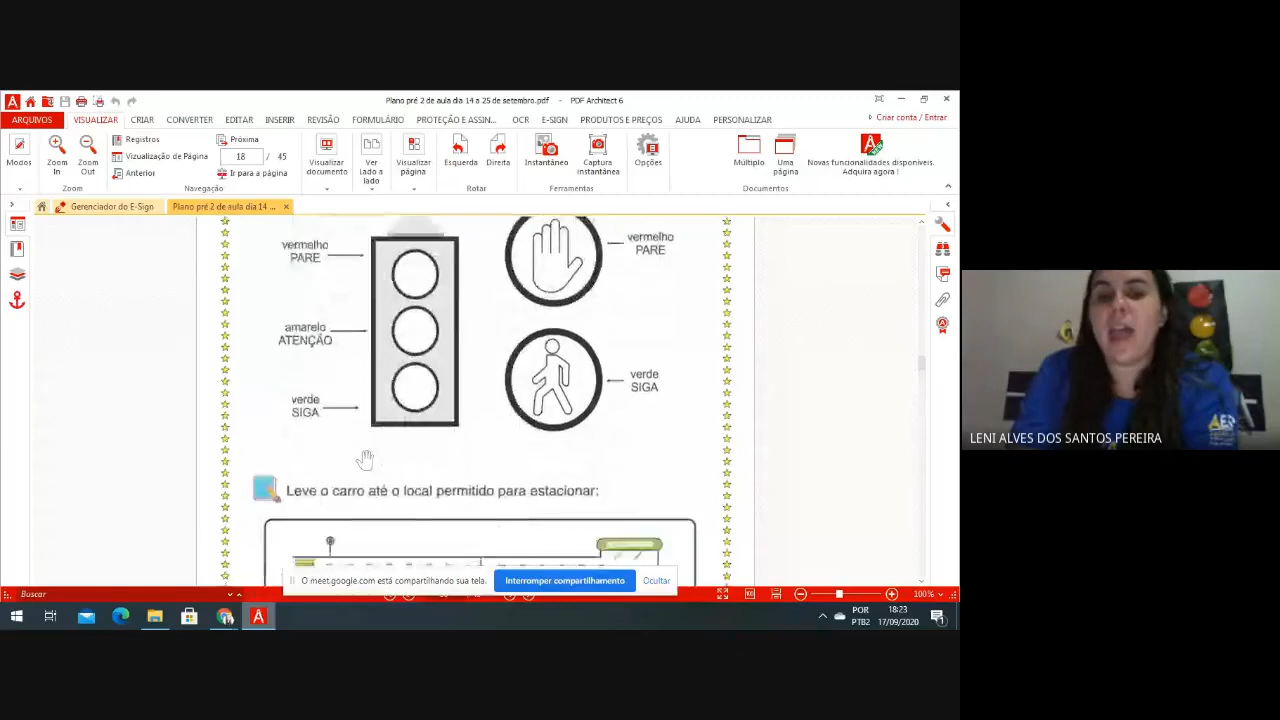 Plano pré 2 de aula dia 14 a 25 de setembro.pdf - PDF Architect 6
ARQUIVOS VISUALIZAR CRIAR CONVERTER EDITAR INSERIR REVISÃO FORMULÁRIO PROTEÇÃO E ASSIN... OCR E-SIGN PRODUTOS E PREÇOS AJUDA PERSONALIZAR Criar conta / Entrar
Modos
Zoom In
Zoom Out
Zoom
Registros
Vizualização de Página
Anterior
Próxima
18 / 45
Ir para a página
Navegação
Visualizar documento
Ver Lado a lado
Visualizar página
Esquerda
Direita
Rotar
Instantâneo
Captura instantânea
Ferramentas
Opções
Múltiplo
Uma página
Documentos
Novas funcionalidades disponíveis.
Adquira agora !
Gerenciador do E-Sign
Plano pré 2 de aula dia 14 ...
vermelho
PARE
vermelho
PARE
amarelo
ATENÇÃO
verde
SIGA
verde
SIGA
Leve o carro até o local permitido para estacionar:
O meet.google.com está compartilhando sua tela. Interromper compartilhamento Ocultar
Buscar
100%
POR
PTB2
18:23
17/09/2020
1
LENI ALVES DOS SANTOS PEREIRA